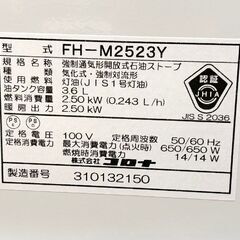 型 式 FH－M2523Y
種 類 強制通気形開放式石油ストーブ
気化式・強制対流形
使用燃料 灯油（JIS1号灯油）
油タンク容量 3.6 L
燃料消費量 2.50 kW（0.243 L/h）
暖房出力 2.50 kW
認証
JHIA
JIS S 2036
PS
E
PS
C
定格電圧 100 V 定格周波数 50/60 Hz
最大消費電力（点火時） 650/650 W
燃焼時消費電力 14/14 W
株式会社 コロナ
製造番号 310132150